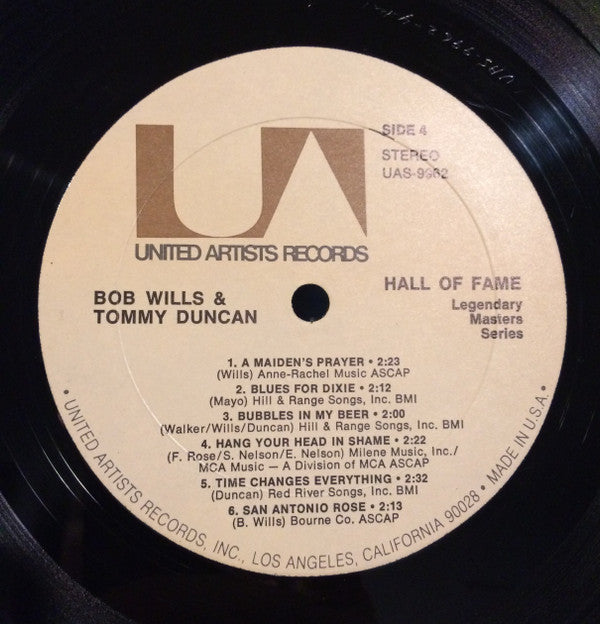 SIDE 4
STEREO
UAS-9962
UA
UNITED ARTISTS RECORDS
HALL OF FAME
Legendary
Masters
Series
BOB WILLS &
TOMMY DUNCAN
1. A MAIDEN'S PRAYER • 2:23
(Wills) Anne-Rachel Music ASCAP
2. BLUES FOR DIXIE • 2:12
(Mayo) Hill & Range Songs, Inc. BMI
3. BUBBLES IN MY BEER • 2:00
(Walker/Wills/Duncan) Hill & Range Songs, Inc. BMI
4. HANG YOUR HEAD IN SHAME • 2:22
(F. Rose/S. Nelson/E. Nelson) Milene Music, Inc./
MCA Music — A Division of MCA ASCAP
5. TIME CHANGES EVERYTHING • 2:32
(Duncan) Red River Songs, Inc. BMI
6. SAN ANTONIO ROSE • 2:13
(B. Wills) Bourne Co. ASCAP
• UNITED ARTISTS RECORDS, INC., LOS ANGELES, CALIFORNIA 90028 • MADE IN U.S.A. •